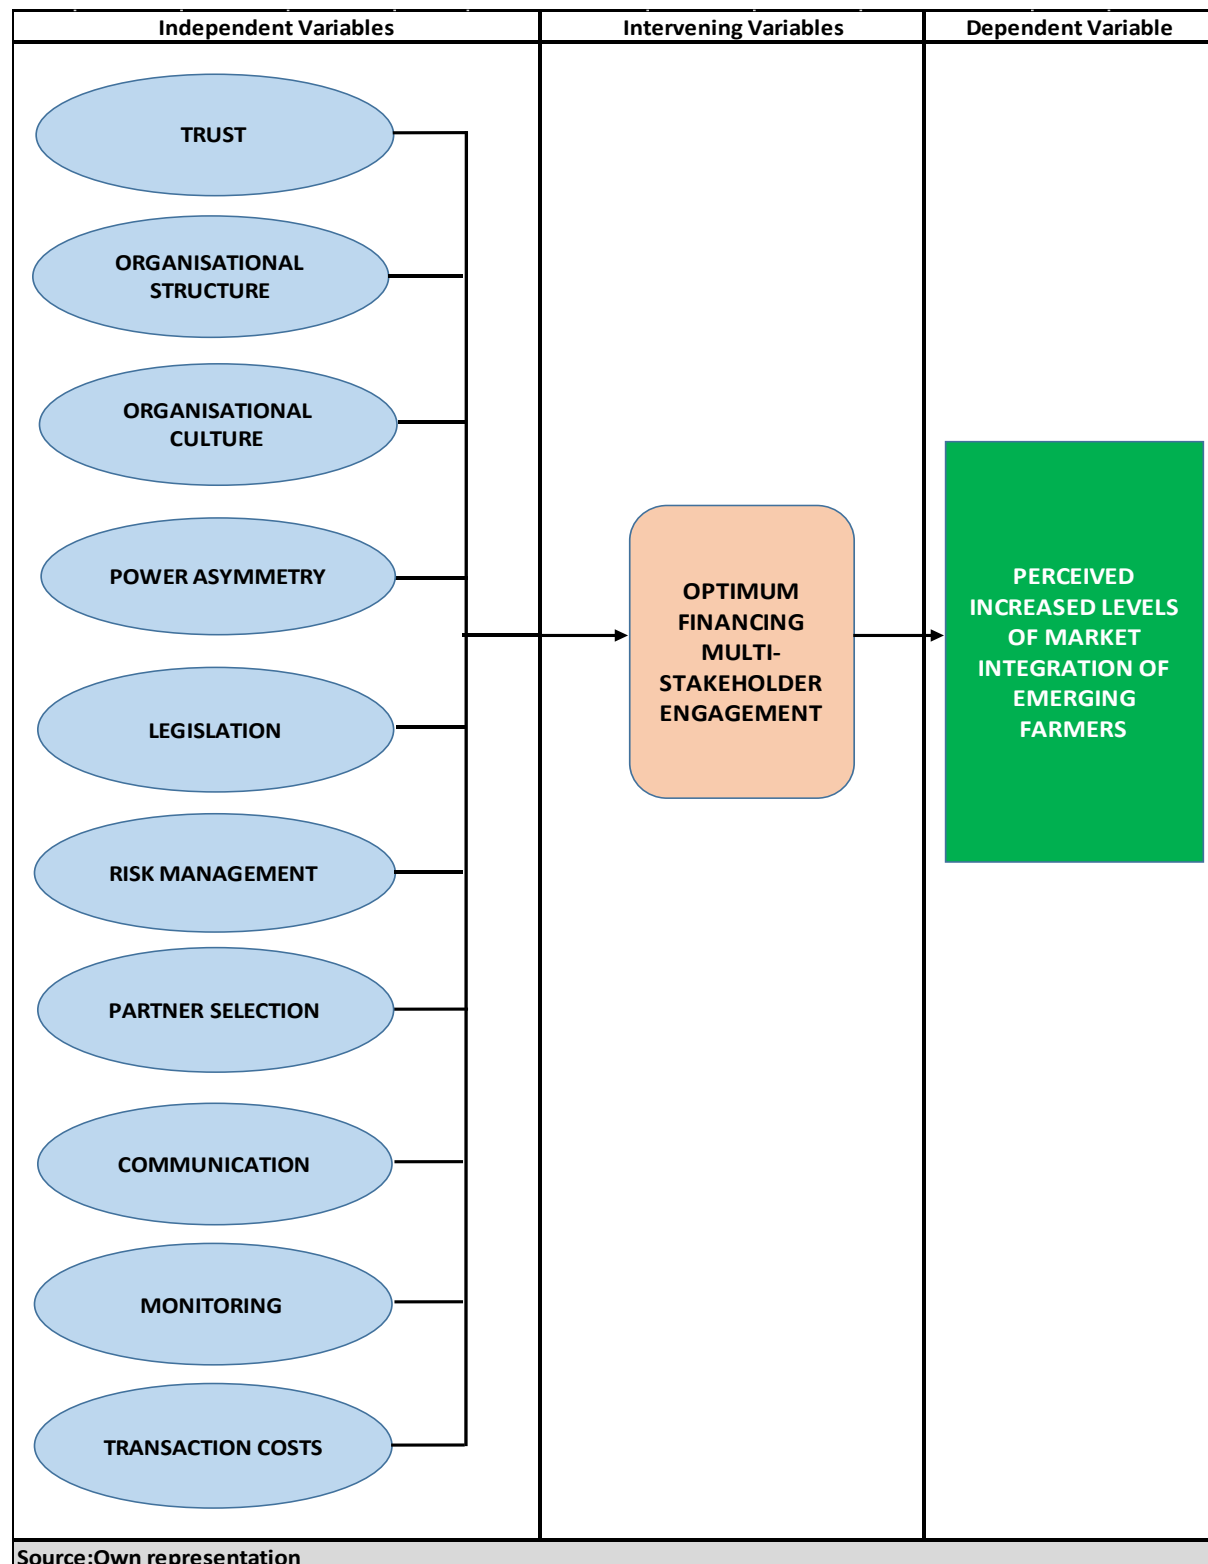 Independent Variables
Intervening Variables
Dependent Variable
TRUST
ORGANISATIONAL
STRUCTURE
ORGANISATIONAL
CULTURE
POWER ASYMMETRY
LEGISLATION
RISK MANAGEMENT
PARTNER SELECTION
COMMUNICATION
MONITORING
TRANSACTION COSTS
OPTIMUM
FINANCING
MULTI-
STAKEHOLDER
ENGAGEMENT
PERCEIVED
INCREASED LEVELS
OF MARKET
INTEGRATION OF
EMERGING
FARMERS
Source:Own representation